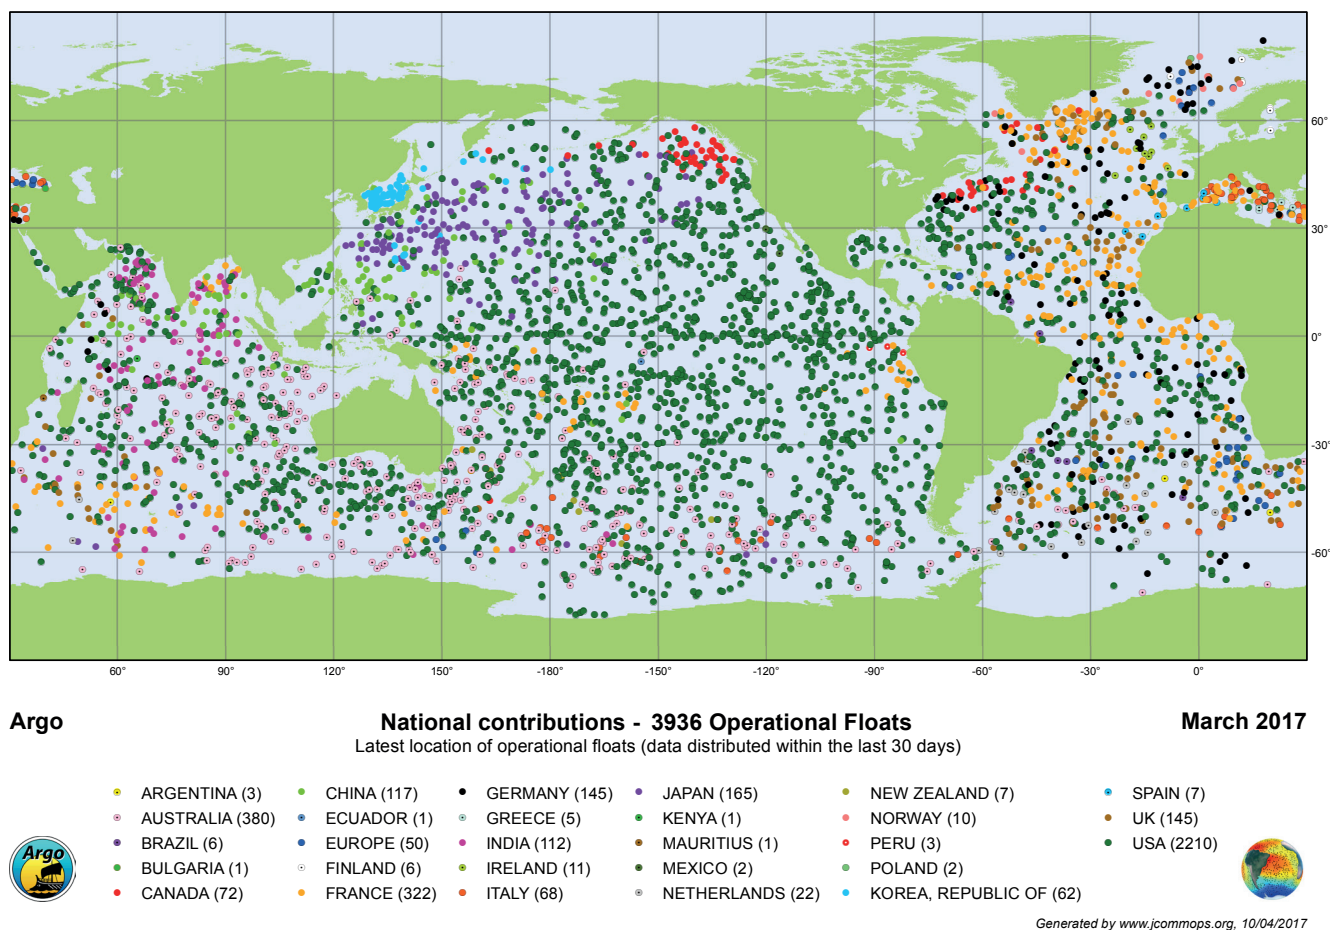 60°
30°
0°
-30°
-60°
60°
90°
120°
150°
-180°
-150°
-120°
-90°
-60°
-30°
0°
Argo
National contributions - 3936 Operational Floats
March 2017
Latest location of operational floats (data distributed within the last 30 days)
ARGENTINA (3)
AUSTRALIA (380)
BRAZIL (6)
BULGARIA (1)
CANADA (72)
CHINA (117)
ECUADOR (1)
EUROPE (50)
FINLAND (6)
FRANCE (322)
GERMANY (145)
GREECE (5)
INDIA (112)
IRELAND (11)
ITALY (68)
JAPAN (165)
KENYA (1)
MAURITIUS (1)
MEXICO (2)
NETHERLANDS (22)
NEW ZEALAND (7)
NORWAY (10)
PERU (3)
POLAND (2)
KOREA, REPUBLIC OF (62)
SPAIN (7)
UK (145)
USA (2210)
Argo
Generated by www.jcommops.org, 10/04/2017